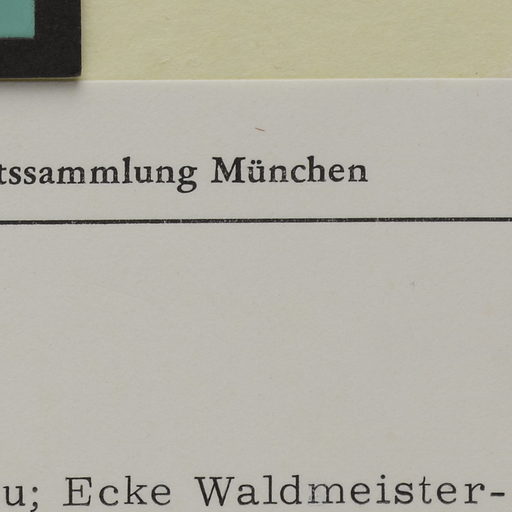 tssammlung München
u; Ecke Waldmeister-